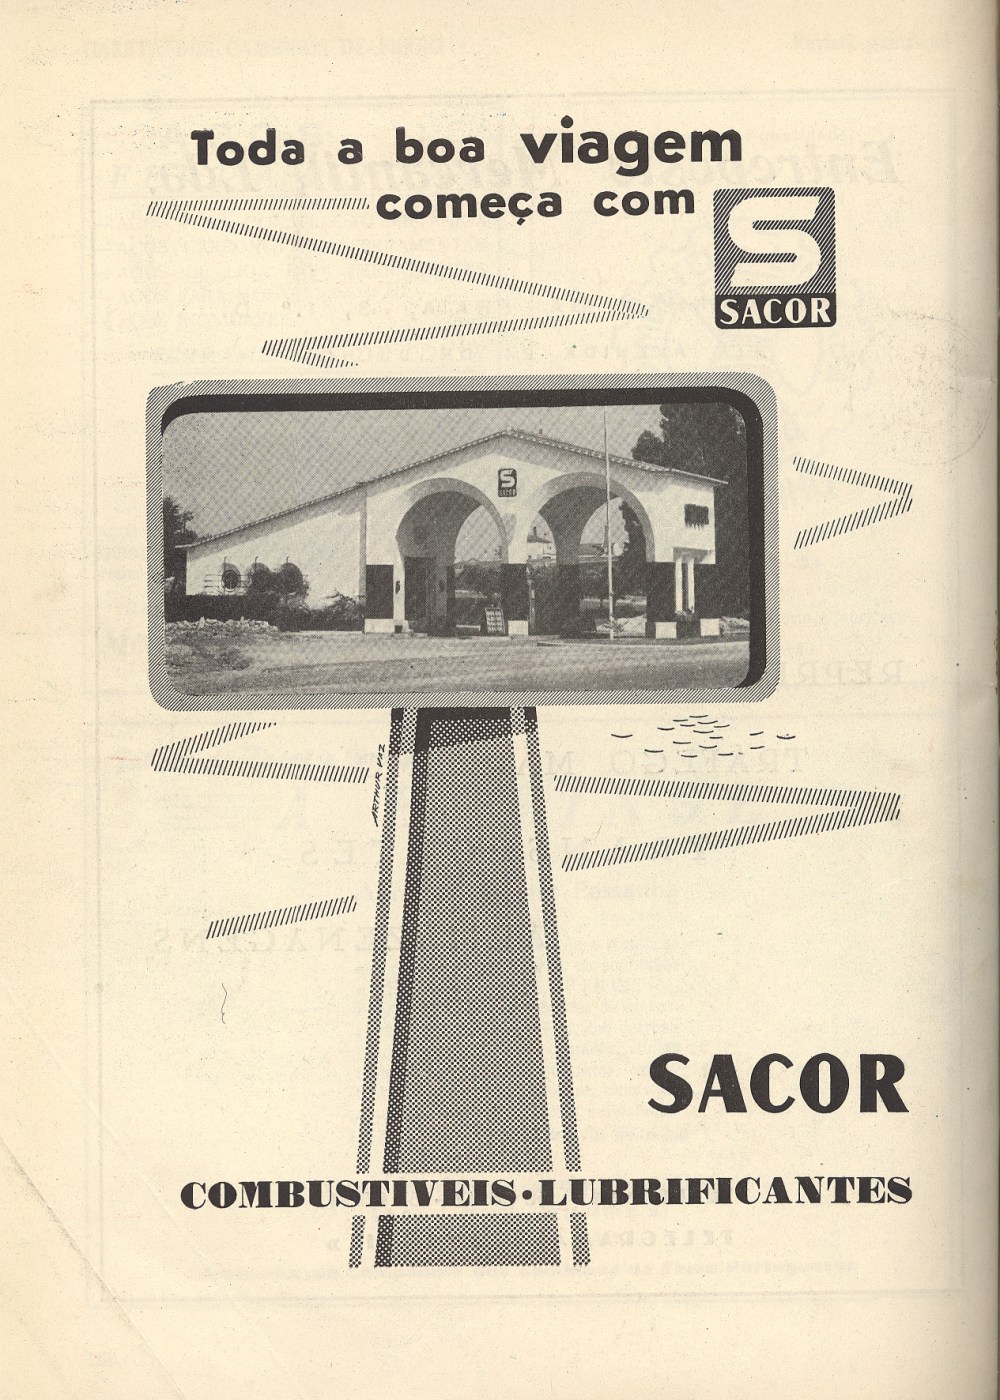 Toda a boa viagem
começa com
S
SACOR
S
SACOR
ARTHUR VAZ
SACOR
COMBUSTIVEIS · LUBRIFICANTES